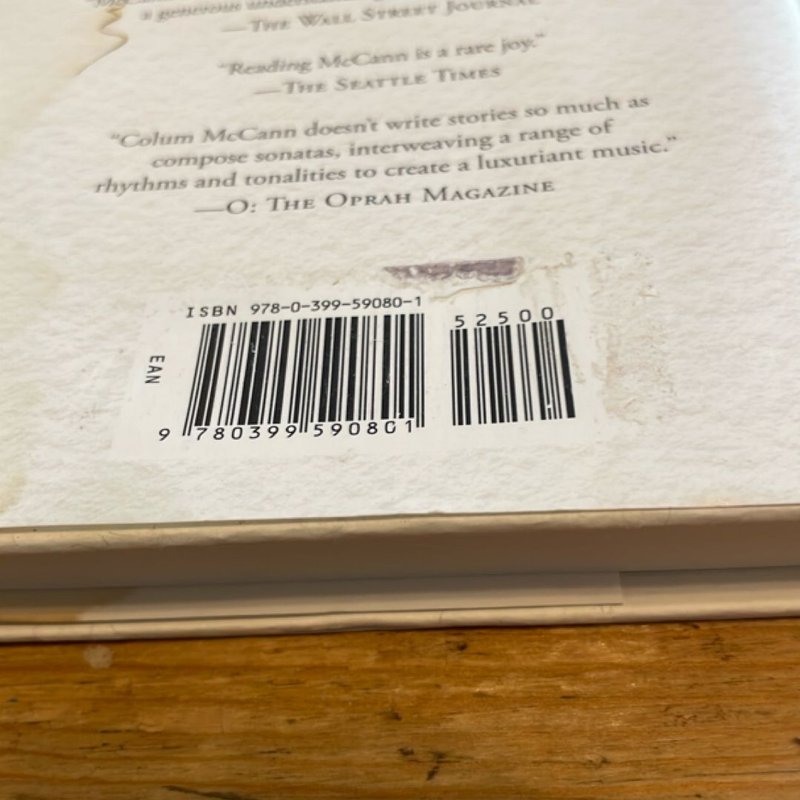 a generous
—The Wall Street Journal
“Reading McCann is a rare joy.”
—The Seattle Times
“Colum McCann doesn’t write stories so much as
compose sonatas, interweaving a range of
rhythms and tonalities to create a luxuriant music.”
—O: The Oprah Magazine
ISBN 978-0-399-59080-1
52500
EAN
9 780399 590801